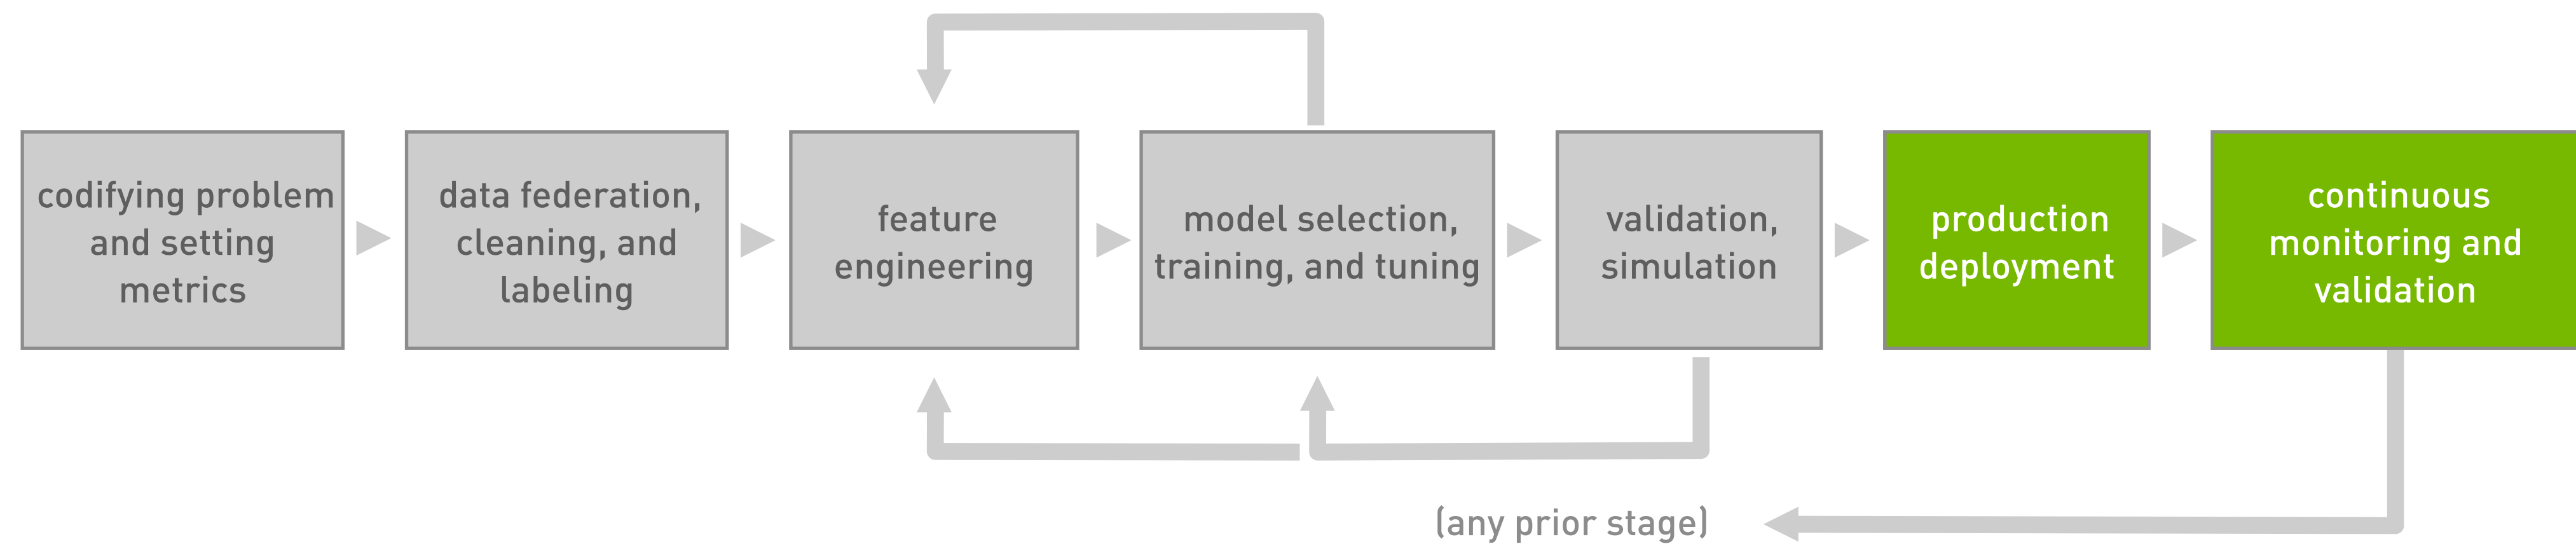 codifying problem
and setting
metrics
data federation,
cleaning, and
labeling
feature
engineering
model selection,
training, and tuning
validation,
simulation
production
deployment
continuous
monitoring and
validation
(any prior stage)